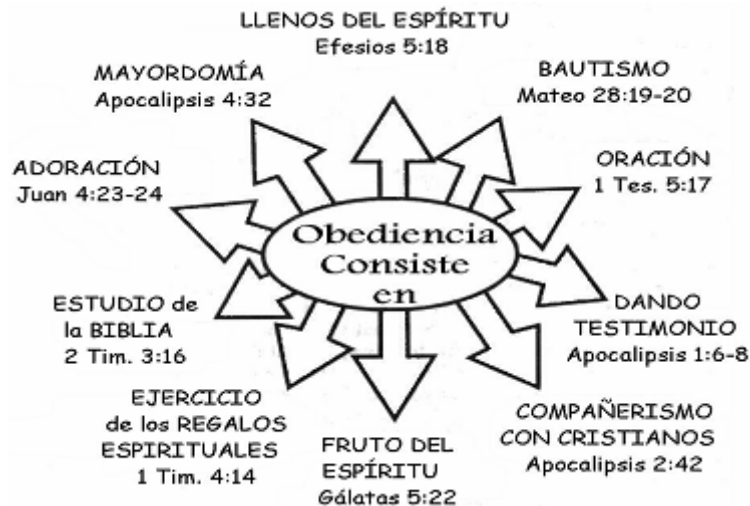 LLENOS DEL ESPÍRITU
Efesios 5:18
MAYORDOMÍA
Apocalipsis 4:32
BAUTISMO
Mateo 28:19-20
ADORACIÓN
Juan 4:23-24
ORACIÓN
1 Tes. 5:17
Obediencia
Consiste
en
ESTUDIO de
la BIBLIA
2 Tim. 3:16
DANDO
TESTIMONIO
Apocalipsis 1:6-8
EJERCICIO
de los REGALOS
ESPIRITUALES
1 Tim. 4:14
FRUTO DEL
ESPÍRITU
Gálatas 5:22
COMPAÑERISMO
CON CRISTIANOS
Apocalipsis 2:42